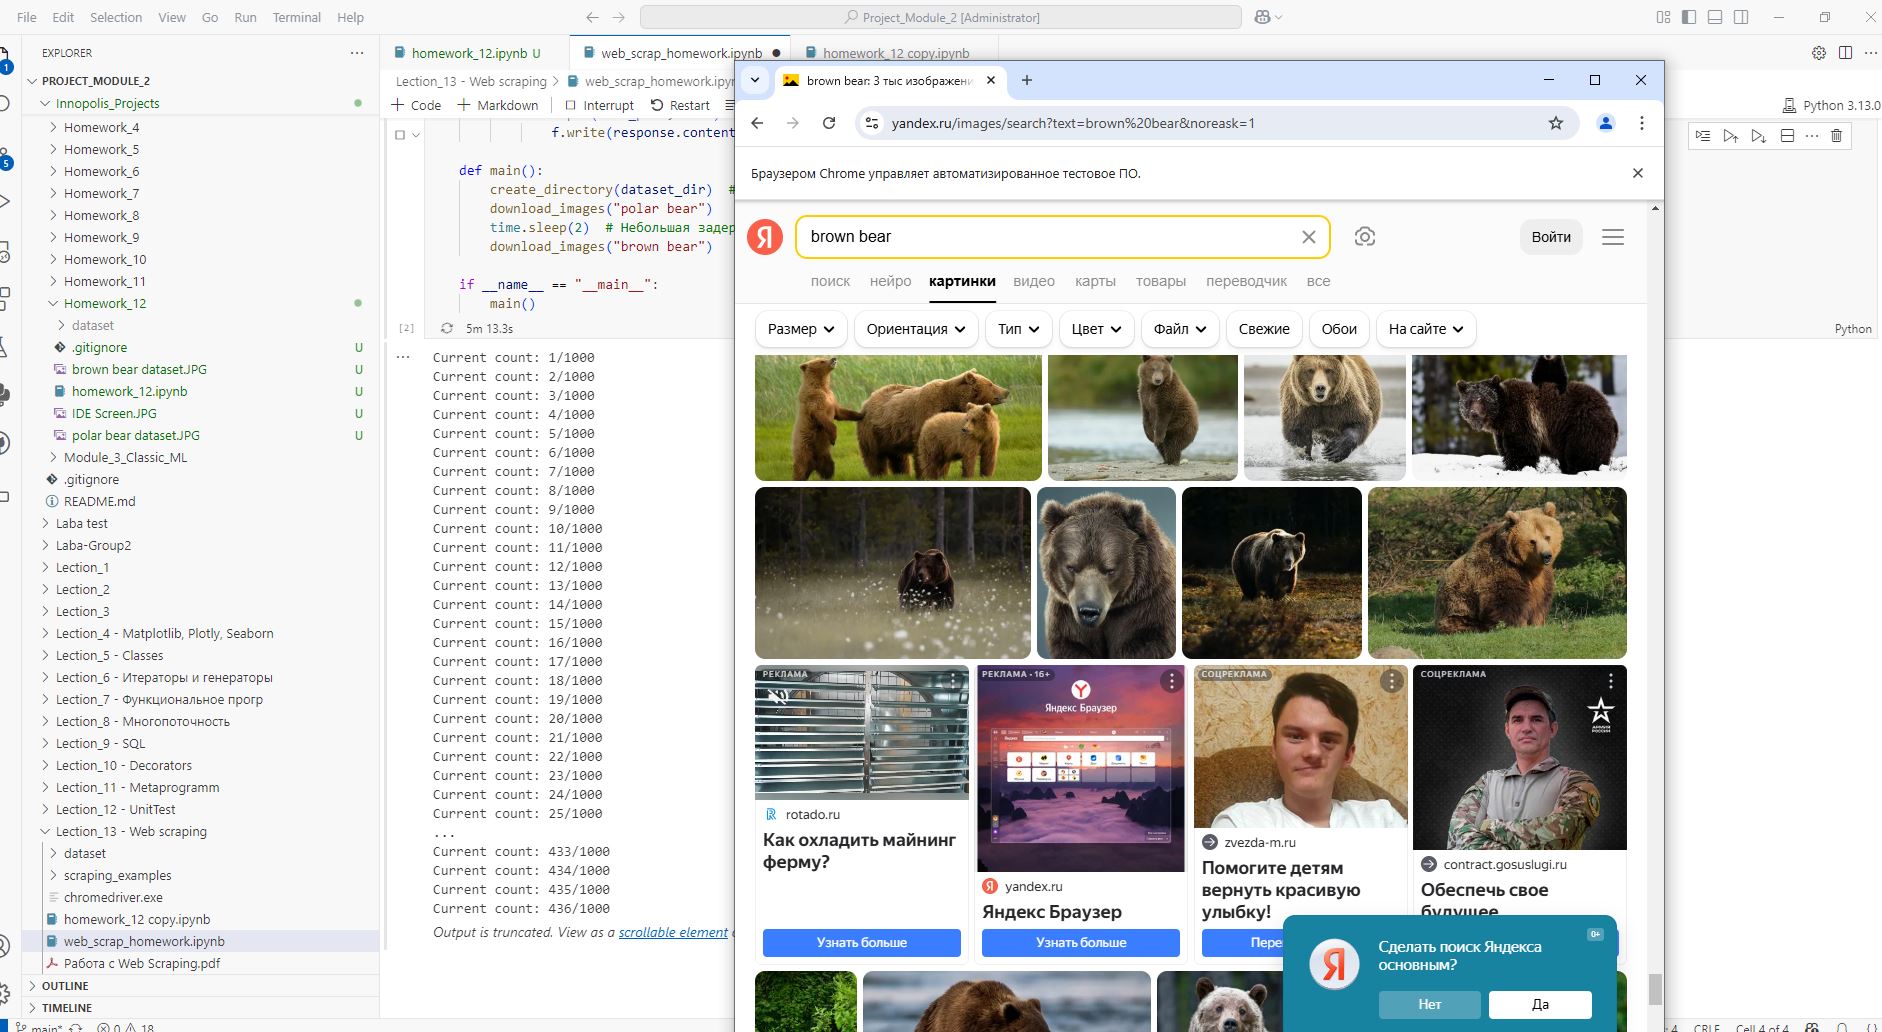 File Edit Selection View Go Run Terminal Help
Project_Module_2 [Administrator]
EXPLORER
PROJECT_MODULE_2
Innopolis_Projects
Homework_4
Homework_5
Homework_6
Homework_7
Homework_8
Homework_9
Homework_10
Homework_11
Homework_12
dataset
.gitignore U
brown bear dataset.JPG U
homework_12.ipynb U
IDE Screen.JPG U
polar bear dataset.JPG U
Module_3_Classic_ML
.gitignore
README.md
Laba test
Laba-Group2
Lection_1
Lection_2
Lection_3
Lection_4 - Matplotlib, Plotly, Seaborn
Lection_5 - Classes
Lection_6 - Итераторы и генераторы
Lection_7 - Функциональное прогр
Lection_8 - Многопоточность
Lection_9 - SQL
Lection_10 - Decorators
Lection_11 - Metaprogramm
Lection_12 - UnitTest
Lection_13 - Web scraping
dataset
scraping_examples
chromedriver.exe
homework_12 copy.ipynb
web_scrap_homework.ipynb
Работа с Web Scraping.pdf
OUTLINE
TIMELINE
main* 0 18
1
5
homework_12.ipynb U
web_scrap_homework.ipynb
homework_12 copy.ipynb
Lection_13 - Web scraping > web_scrap_homework.ipyn
+ Code + Markdown Interrupt Restart
Python 3.13.0
f.write(response.content
def main():
create_directory(dataset_dir) #
download_images("polar bear")
time.sleep(2) # Небольшая задер
download_images("brown bear")
if __name__ == "__main__":
main()
[2] 5m 13.3s
Python
Current count: 1/1000
Current count: 2/1000
Current count: 3/1000
Current count: 4/1000
Current count: 5/1000
Current count: 6/1000
Current count: 7/1000
Current count: 8/1000
Current count: 9/1000
Current count: 10/1000
Current count: 11/1000
Current count: 12/1000
Current count: 13/1000
Current count: 14/1000
Current count: 15/1000
Current count: 16/1000
Current count: 17/1000
Current count: 18/1000
Current count: 19/1000
Current count: 20/1000
Current count: 21/1000
Current count: 22/1000
Current count: 23/1000
Current count: 24/1000
Current count: 25/1000
...
Current count: 433/1000
Current count: 434/1000
Current count: 435/1000
Current count: 436/1000
Output is truncated. View as a scrollable element
brown bear: 3 тыс изображени
yandex.ru/images/search?text=brown%20bear&noreask=1
Браузером Chrome управляет автоматизированное тестовое ПО.
Я
brown bear
Войти
поиск нейро картинки видео карты товары переводчик все
Размер Ориентация Тип Цвет Файл Свежие Обои На сайте
РЕКЛАМА
rotado.ru
Как охладить майнинг
ферму?
Узнать больше
РЕКЛАМА • 16+
Яндекс Браузер
yandex.ru
Яндекс Браузер
Узнать больше
СОЦРЕКЛАМА
zvezda-m.ru
Помогите детям
вернуть красивую
улыбку!
Пере
СОЦРЕКЛАМА
АРМИЯ
РОССИИ
contract.gosuslugi.ru
Обеспечь свое
будущее
0+
Я
Сделать поиск Яндекса
основным?
Нет Да
4 CRLF Cell 4 of 4